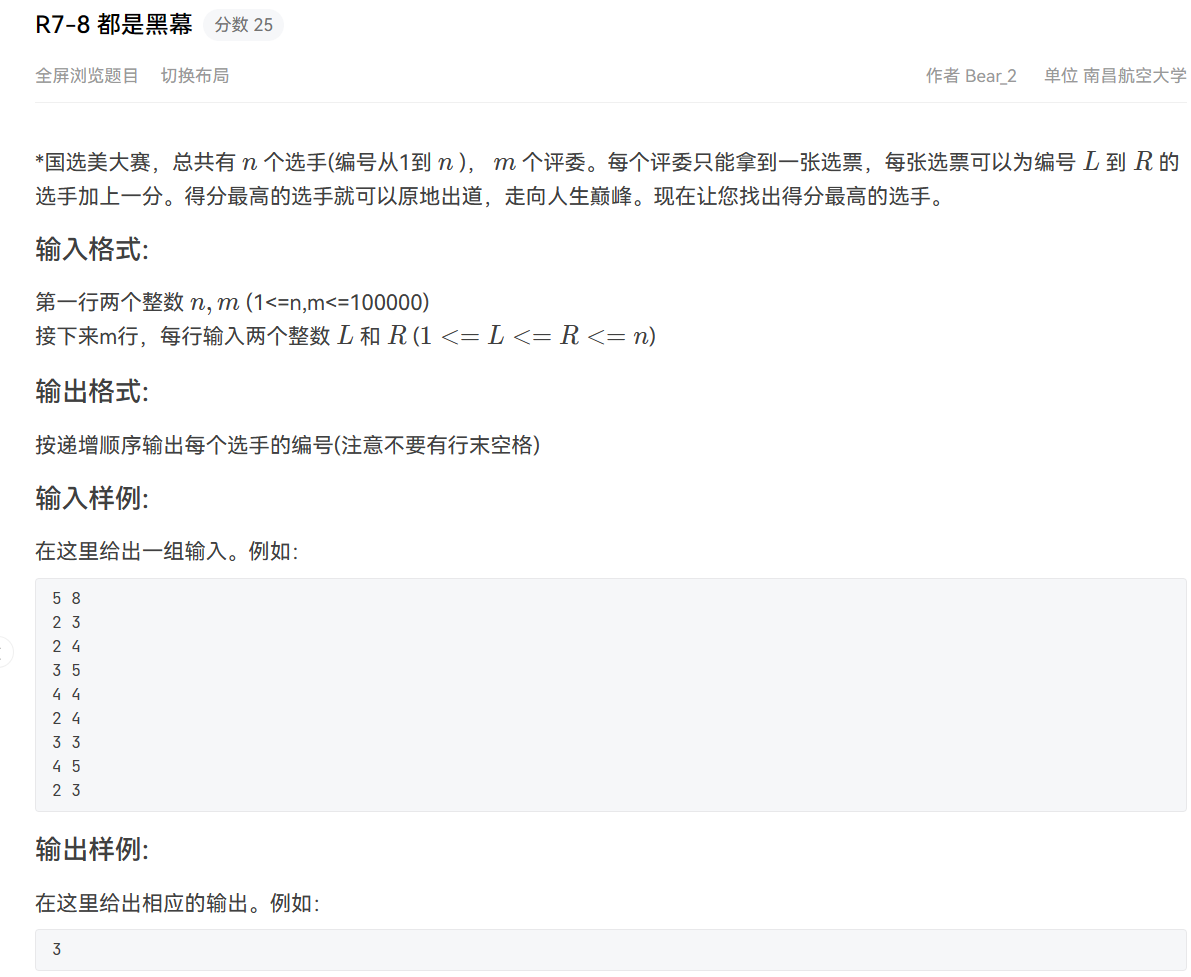 R7-8 都是黑幕 分数 25
全屏浏览题目 切换布局 作者 Bear_2 单位 南昌航空大学
*国选美大赛，总共有 n 个选手(编号从1到 n )， m 个评委。每个评委只能拿到一张选票，每张选票可以为编号 L 到 R 的
选手加上一分。得分最高的选手就可以原地出道，走向人生巅峰。现在让您找出得分最高的选手。
输入格式:
第一行两个整数 n, m (1<=n,m<=100000)
接下来m行，每行输入两个整数 L 和 R (1 <= L <= R <= n)
输出格式:
按递增顺序输出每个选手的编号(注意不要有行末空格)
输入样例:
在这里给出一组输入。例如：
5 8
2 3
2 4
3 5
4 4
2 4
3 3
4 5
2 3
输出样例:
在这里给出相应的输出。例如：
3